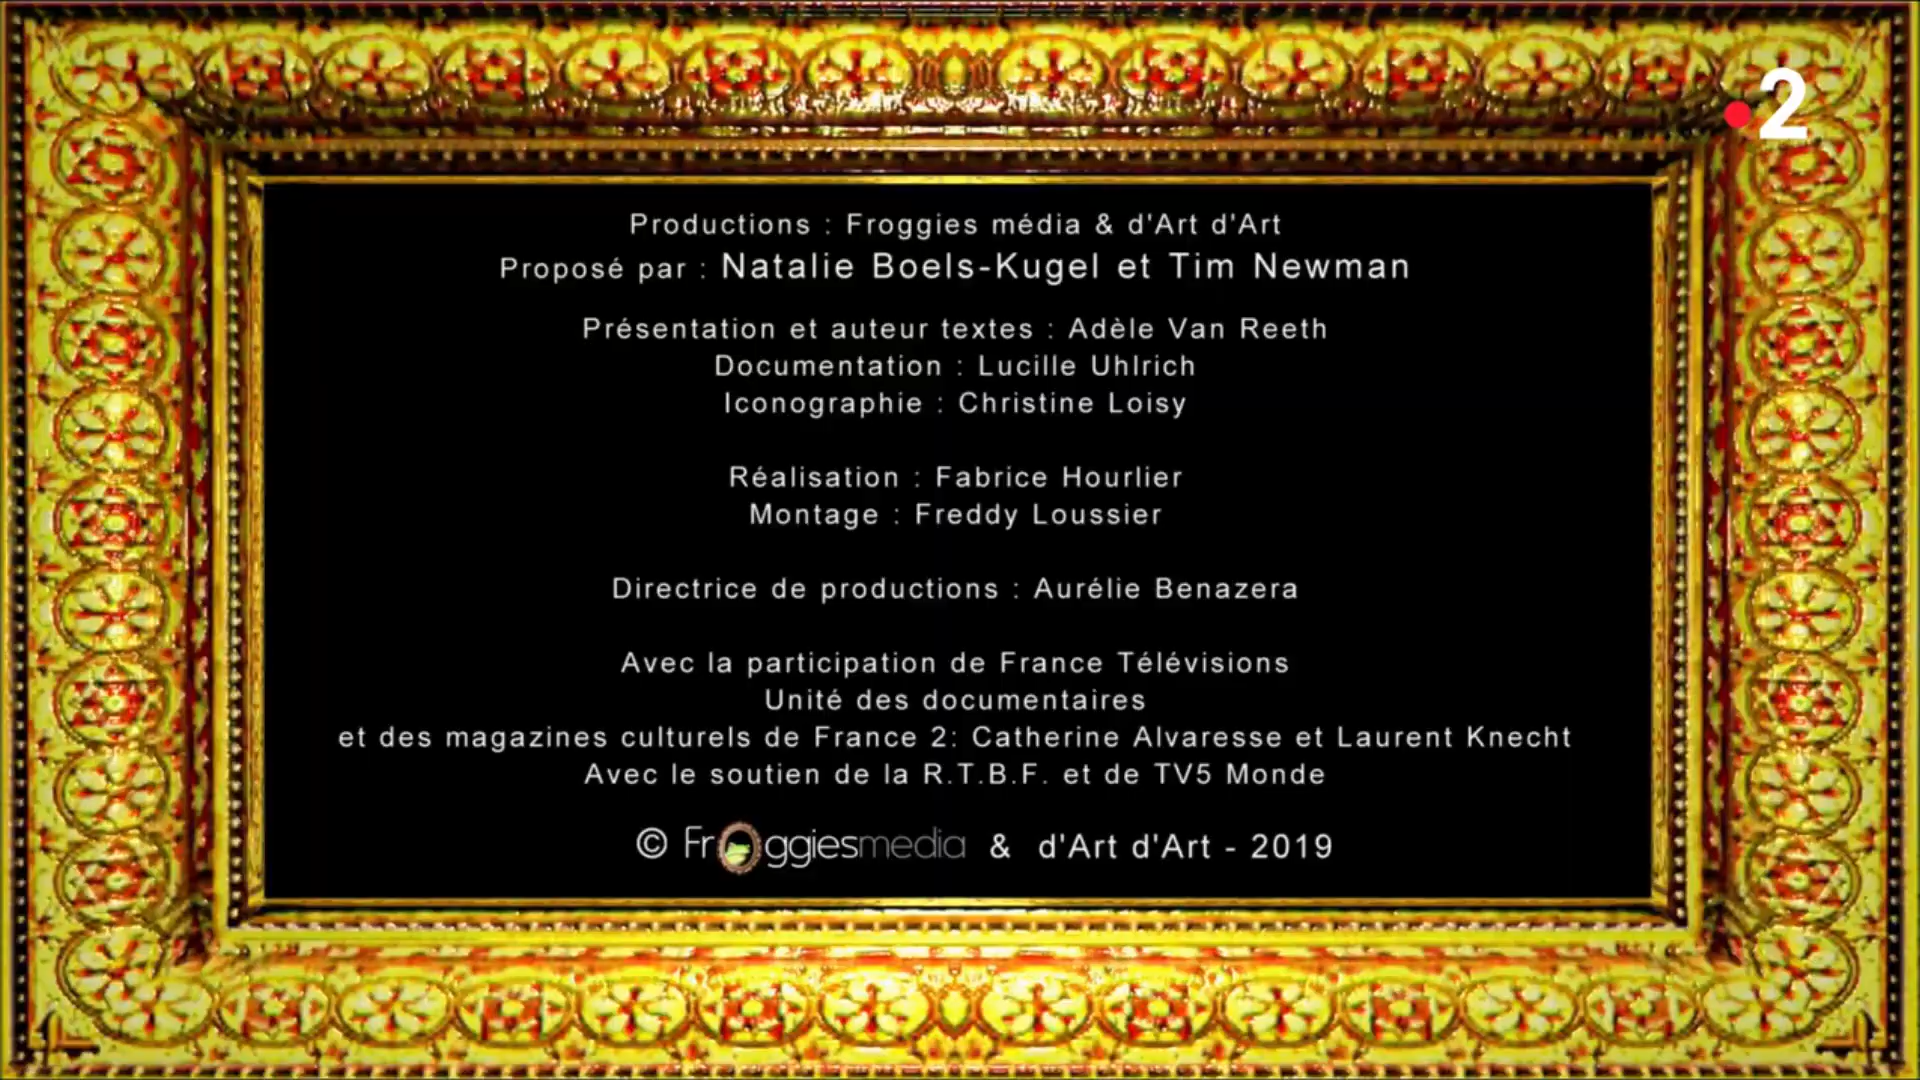 2
Productions : Froggies média & d'Art d'Art
Proposé par : Natalie Boels-Kugel et Tim Newman
Présentation et auteur textes : Adèle Van Reeth
Documentation : Lucille Uhlrich
Iconographie : Christine Loisy
Réalisation : Fabrice Hourlier
Montage : Freddy Loussier
Directrice de productions : Aurélie Benazera
Avec la participation de France Télévisions
Unité des documentaires
et des magazines culturels de France 2: Catherine Alvaresse et Laurent Knecht
Avec le soutien de la R.T.B.F. et de TV5 Monde
© Froggiesmedia & d'Art d'Art - 2019